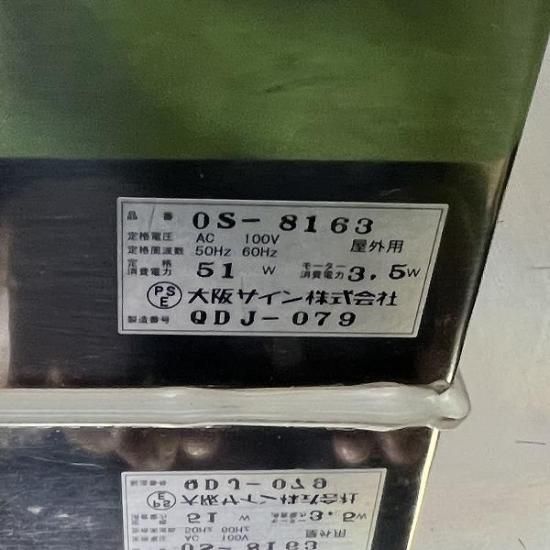 品番 OS-8163
定格電圧 AC 100V 屋外用
定格周波数 50Hz 60Hz
定格消費電力 51 W モーター消費電力 3.5W
PSE 大阪サイン株式会社
製造番号 QDJ-079